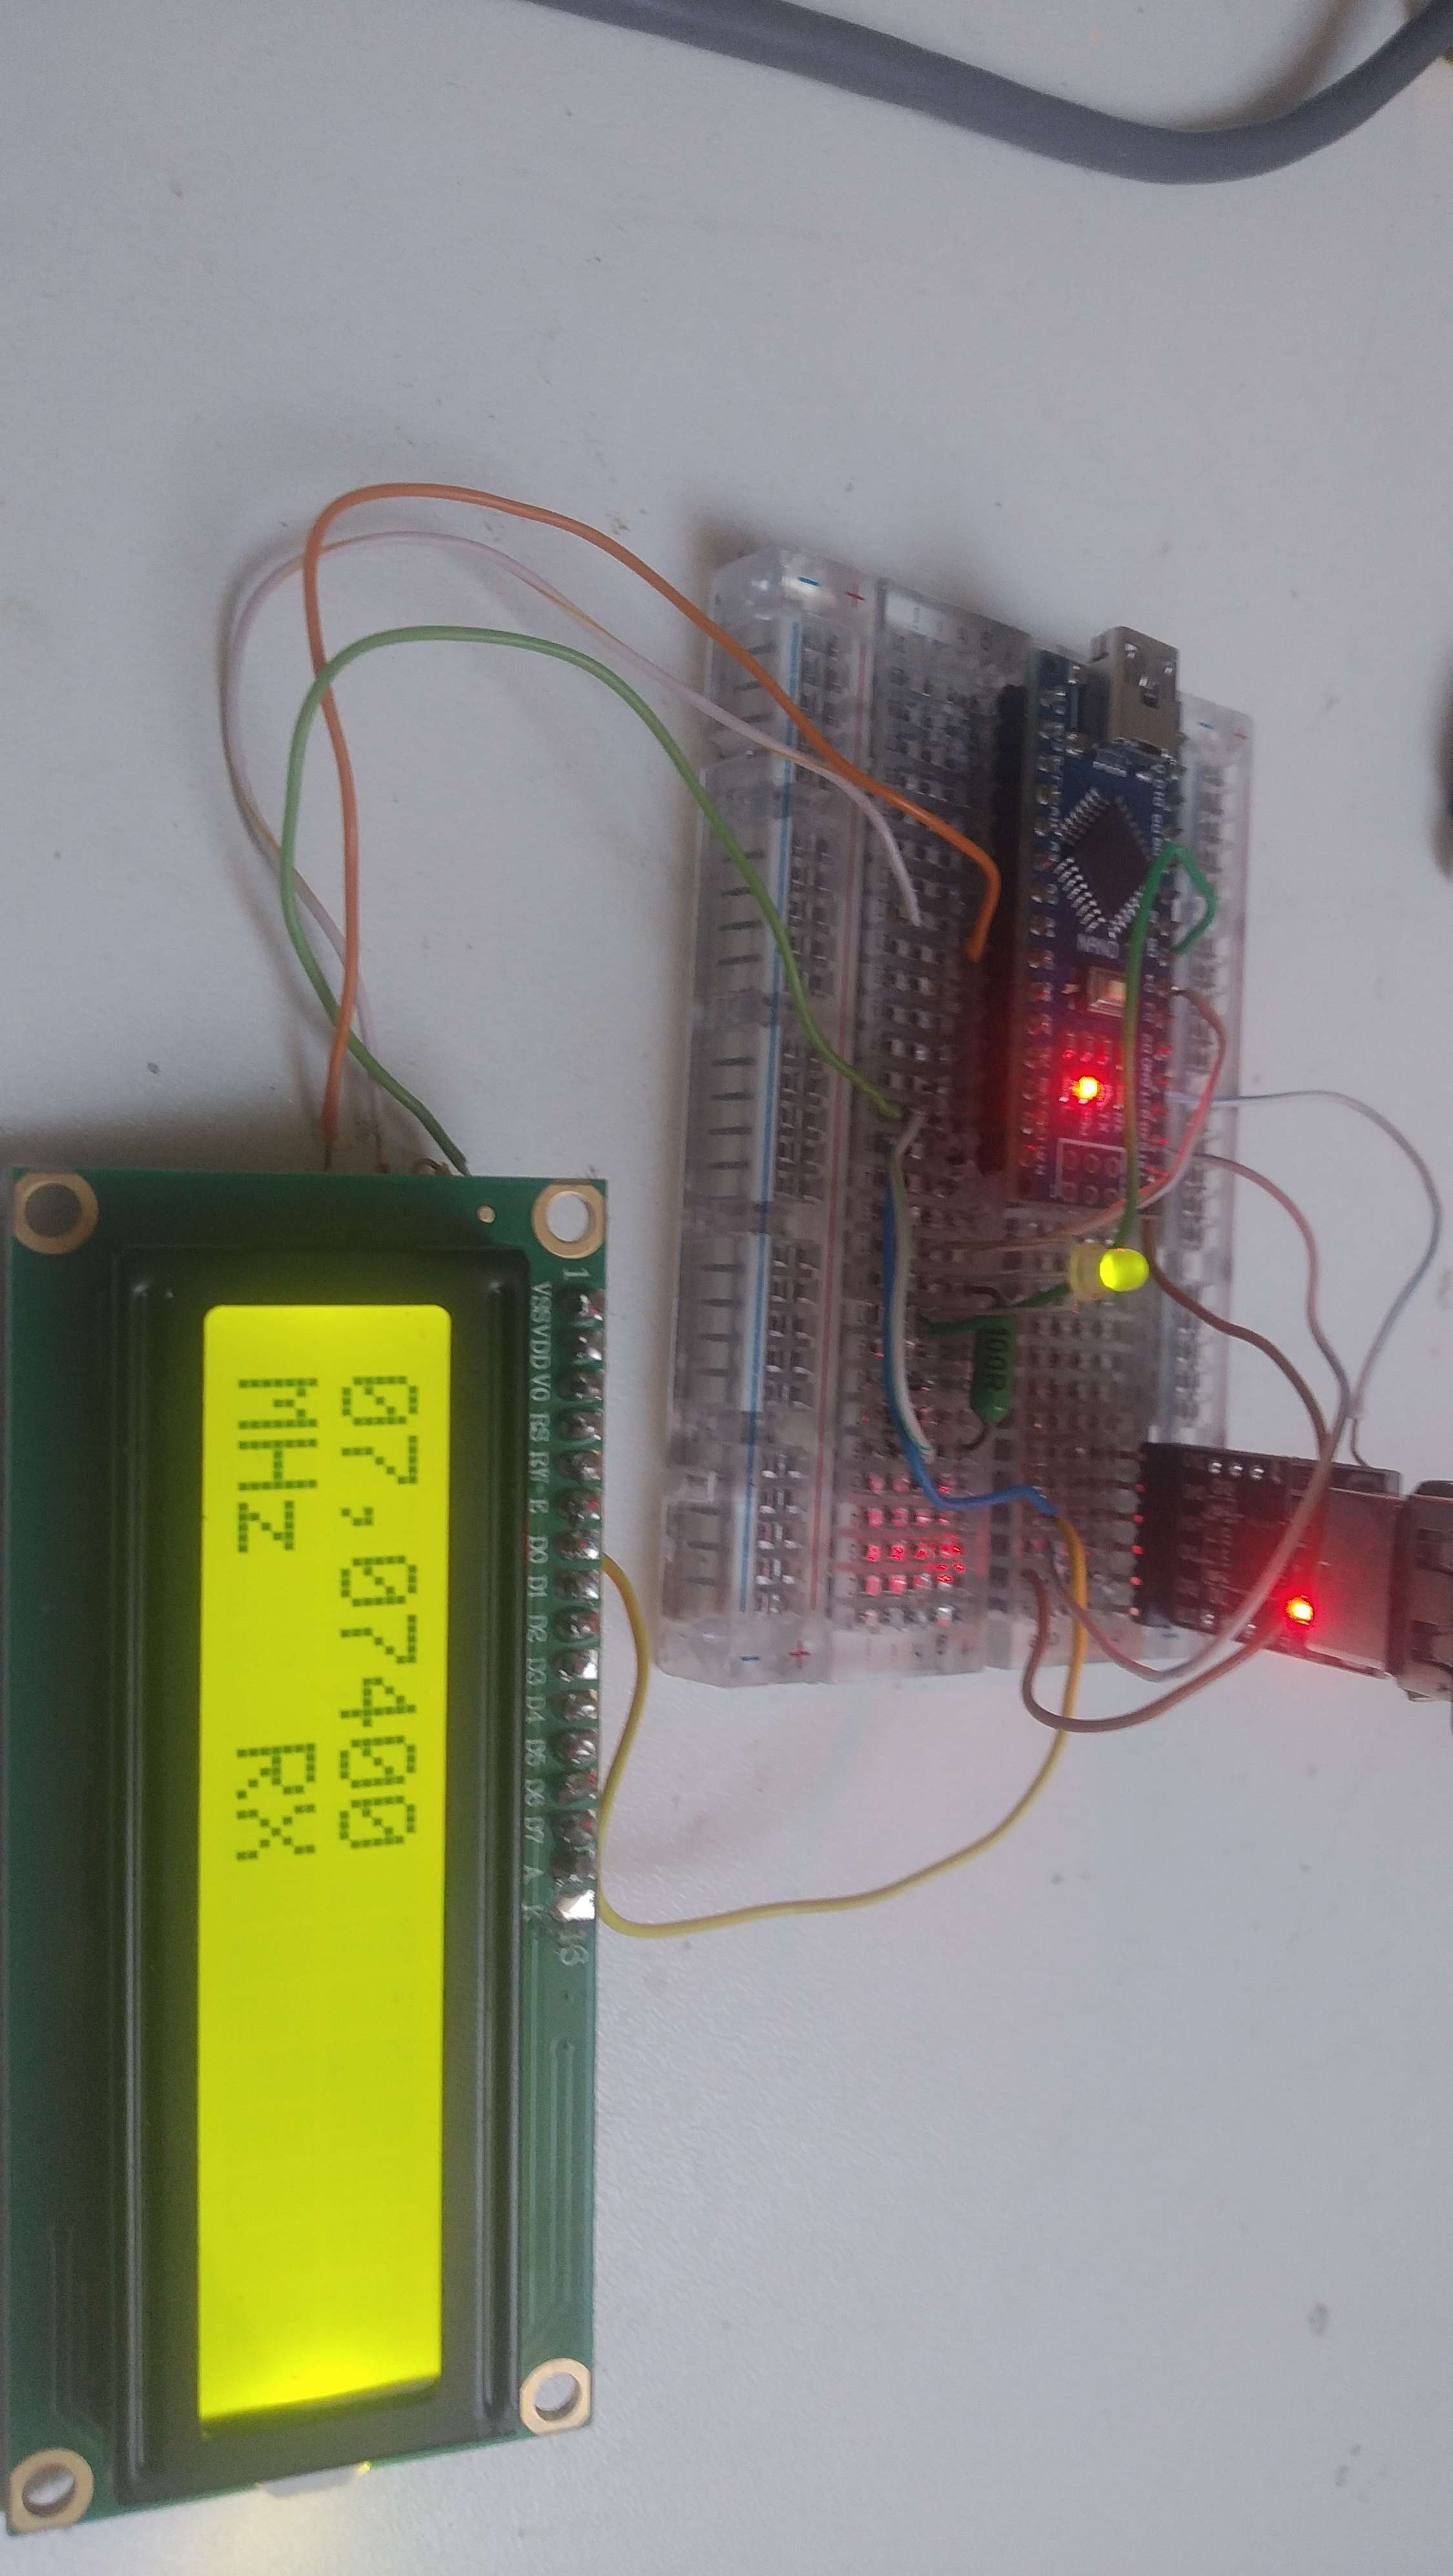 NANO
100R
1 16
VSS VDD V0 RS RW E D0 D1 D2 D3 D4 D5 D6 D7 A K
07,07400
MHz RX